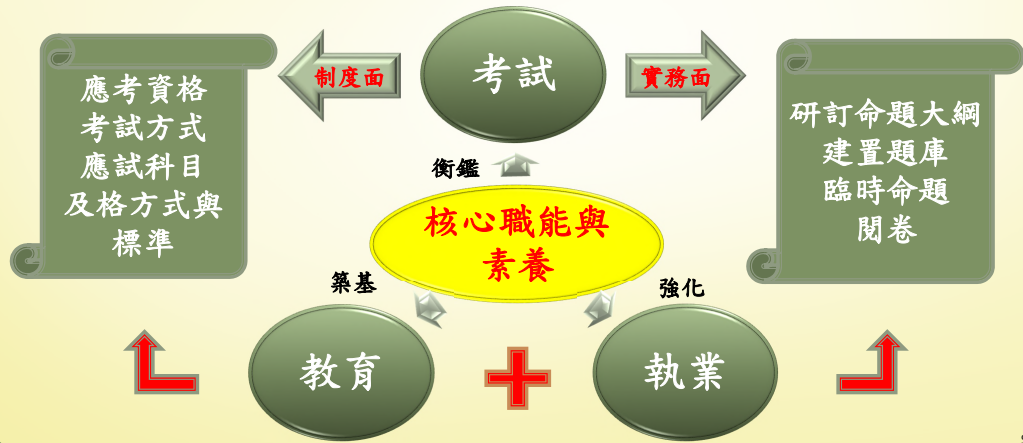 考試
制度面
實務面
應考資格
考試方式
應試科目
及格方式與
標準
研訂命題大綱
建置題庫
臨時命題
閱卷
衡鑑
核心職能與
素養
築基
強化
教育
執業